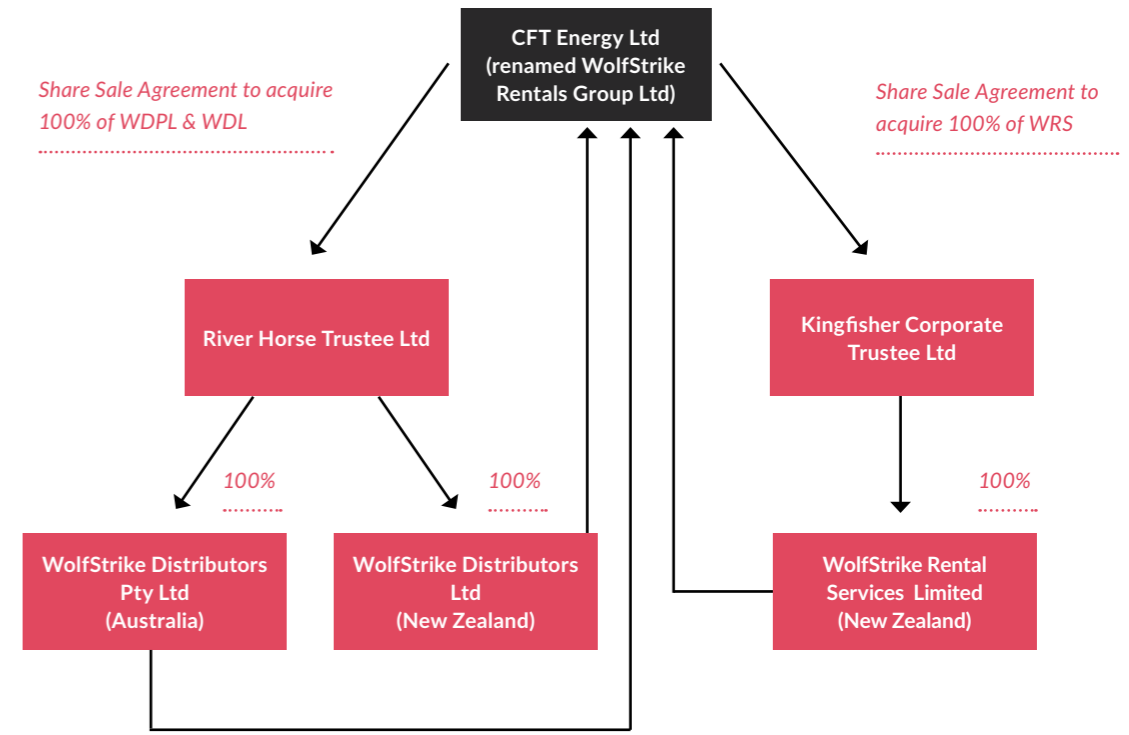 CFT Energy Ltd
(renamed WolfStrike
Rentals Group Ltd)
Share Sale Agreement to acquire
100% of WDPL & WDL
Share Sale Agreement to
acquire 100% of WRS
River Horse Trustee Ltd
Kingfisher Corporate
Trustee Ltd
100%
100%
100%
WolfStrike Distributors
Pty Ltd
(Australia)
WolfStrike Distributors
Ltd
(New Zealand)
WolfStrike Rental
Services Limited
(New Zealand)